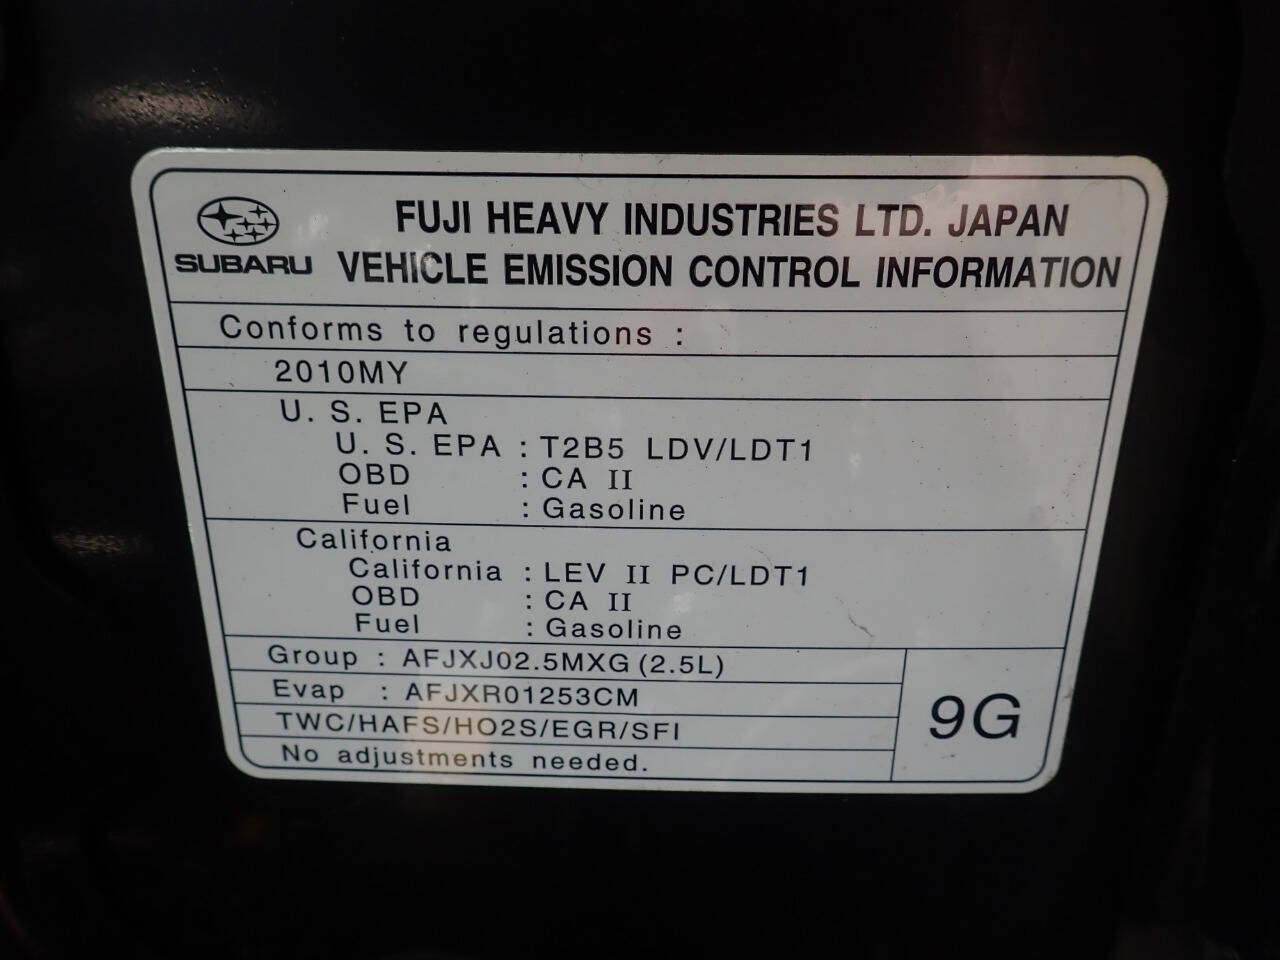 SUBARU
FUJI HEAVY INDUSTRIES LTD. JAPAN
VEHICLE EMISSION CONTROL INFORMATION
Conforms to regulations :
2010MY
U. S. EPA
U. S. EPA : T2B5 LDV/LDT1
OBD : CA II
Fuel : Gasoline
California
California : LEV II PC/LDT1
OBD : CA II
Fuel : Gasoline
Group : AFJXJ02.5MXG (2.5L)
Evap : AFJXR01253CM
TWC/HAFS/HO2S/EGR/SFI
No adjustments needed.
9G